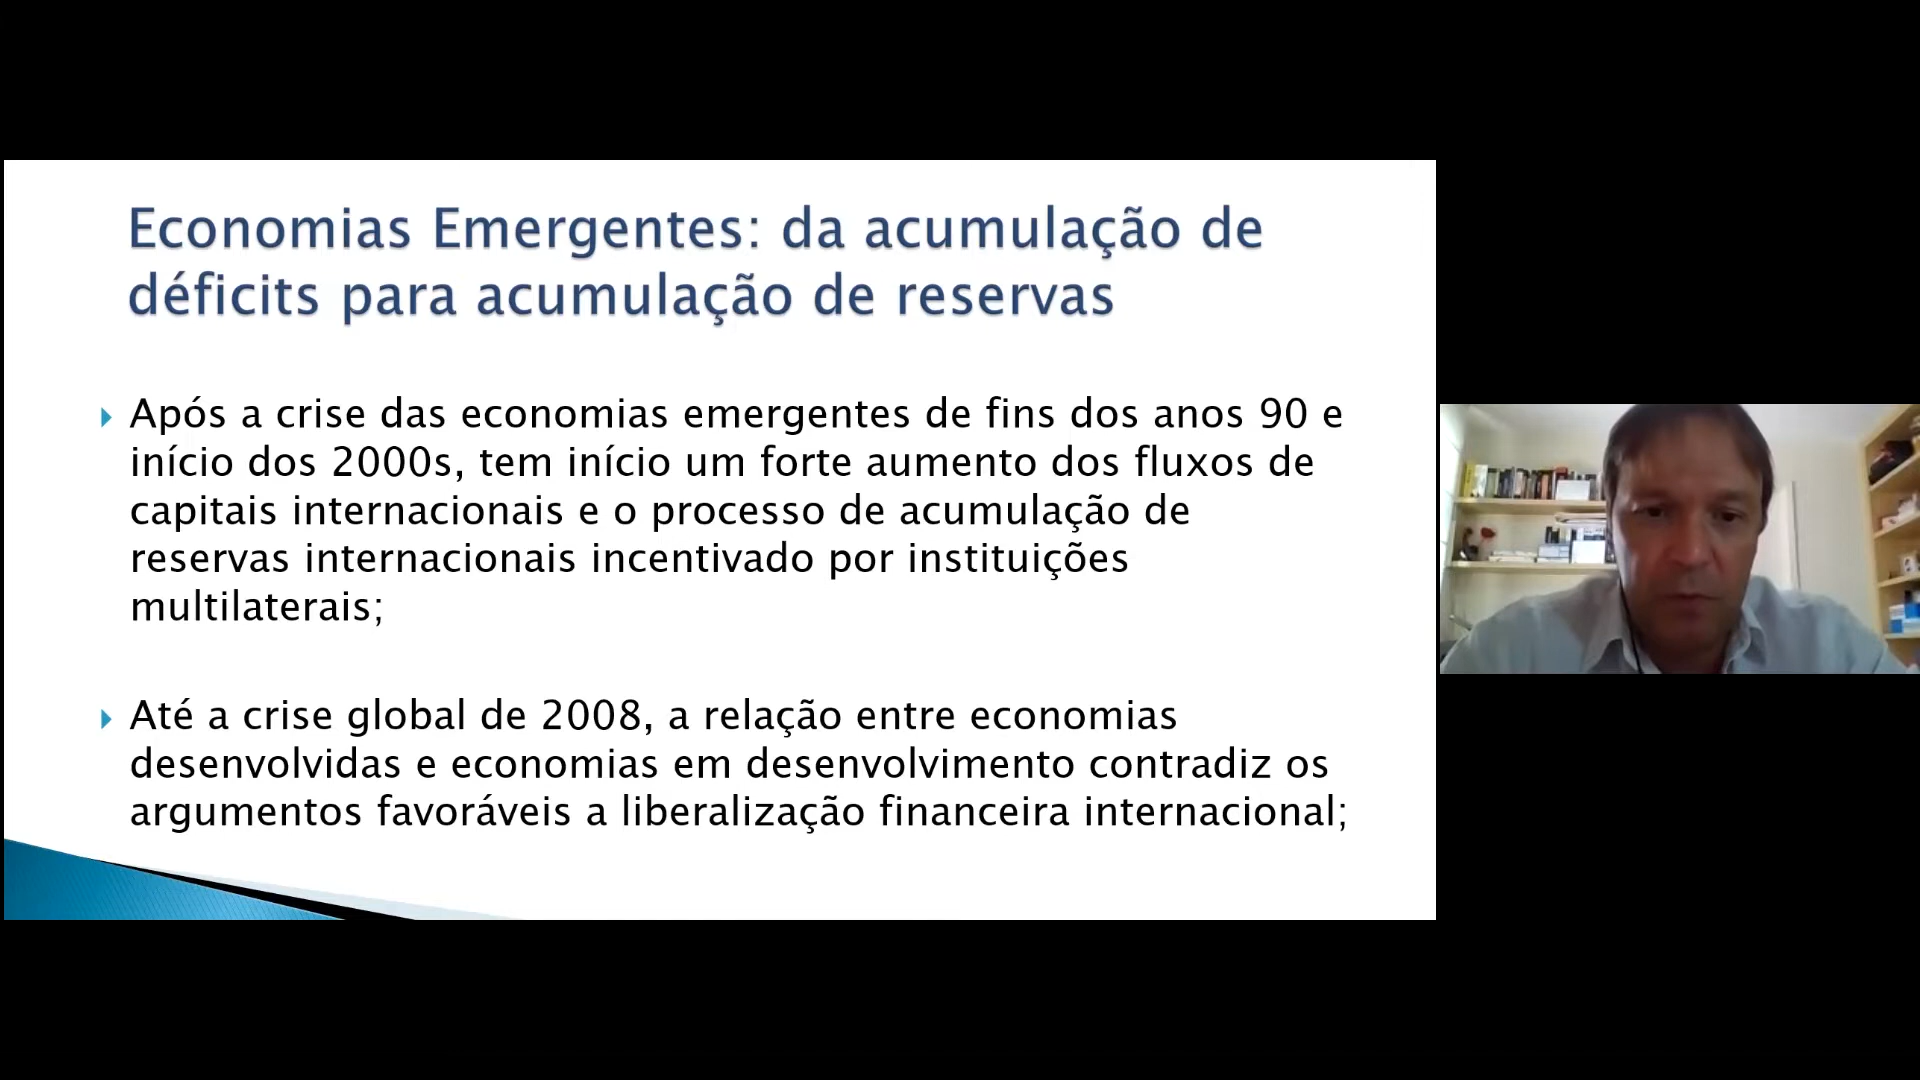 Economias Emergentes: da acumulação de
déficits para acumulação de reservas
Após a crise das economias emergentes de fins dos anos 90 e
início dos 2000s, tem início um forte aumento dos fluxos de
capitais internacionais e o processo de acumulação de
reservas internacionais incentivado por instituições
multilaterais;
Até a crise global de 2008, a relação entre economias
desenvolvidas e economias em desenvolvimento contradiz os
argumentos favoráveis a liberalização financeira internacional;